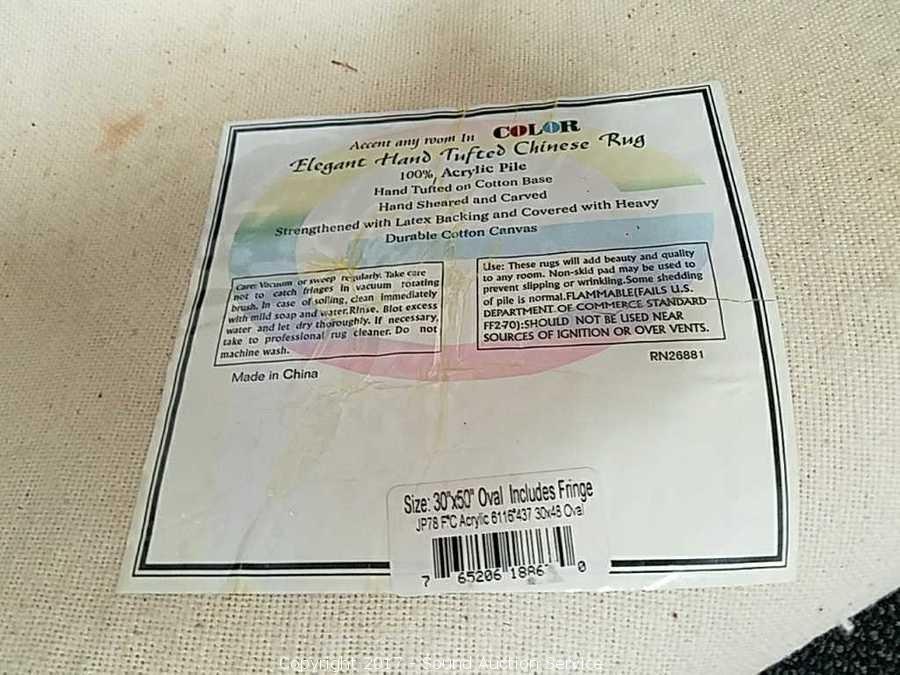 Accent any room In COLOR
Elegant Hand Tufted Chinese Rug
100% Acrylic Pile
Hand Tufted on Cotton Base
Hand Sheared and Carved
Strengthened with Latex Backing and Covered with Heavy
Durable Cotton Canvas
Care: Vacuum or sweep regularly. Take care
not to catch fringes in vacuum rotating
brush. In case of soiling, clean immediately
with mild soap and water.Rinse. Blot excess
water and let dry thoroughly. If necessary,
take to professional rug cleaner. Do not
machine wash.
Use: These rugs will add beauty and quality
to any room. Non-skid pad may be used to
prevent slipping or wrinkling.Some shedding
of pile is normal.FLAMMABLE(FAILS U.S.
DEPARTMENT OF COMMERCE STANDARD
FF2-70):SHOULD NOT BE USED NEAR
SOURCES OF IGNITION OR OVER VENTS.
Made in China
RN26881
Size: 30"x50" Oval Includes Fringe
JP78 F*C Acrylic 6116*437 30x48 Oval
7 65206 0
Copyright 2017 - Sound Auction Service